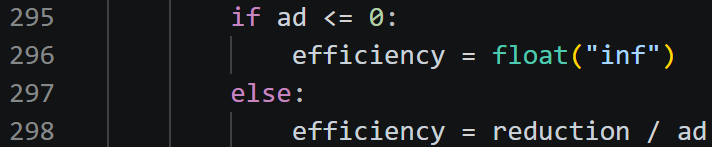 295 if ad <= 0:
296 efficiency = float("inf")
297 else:
298 efficiency = reduction / ad